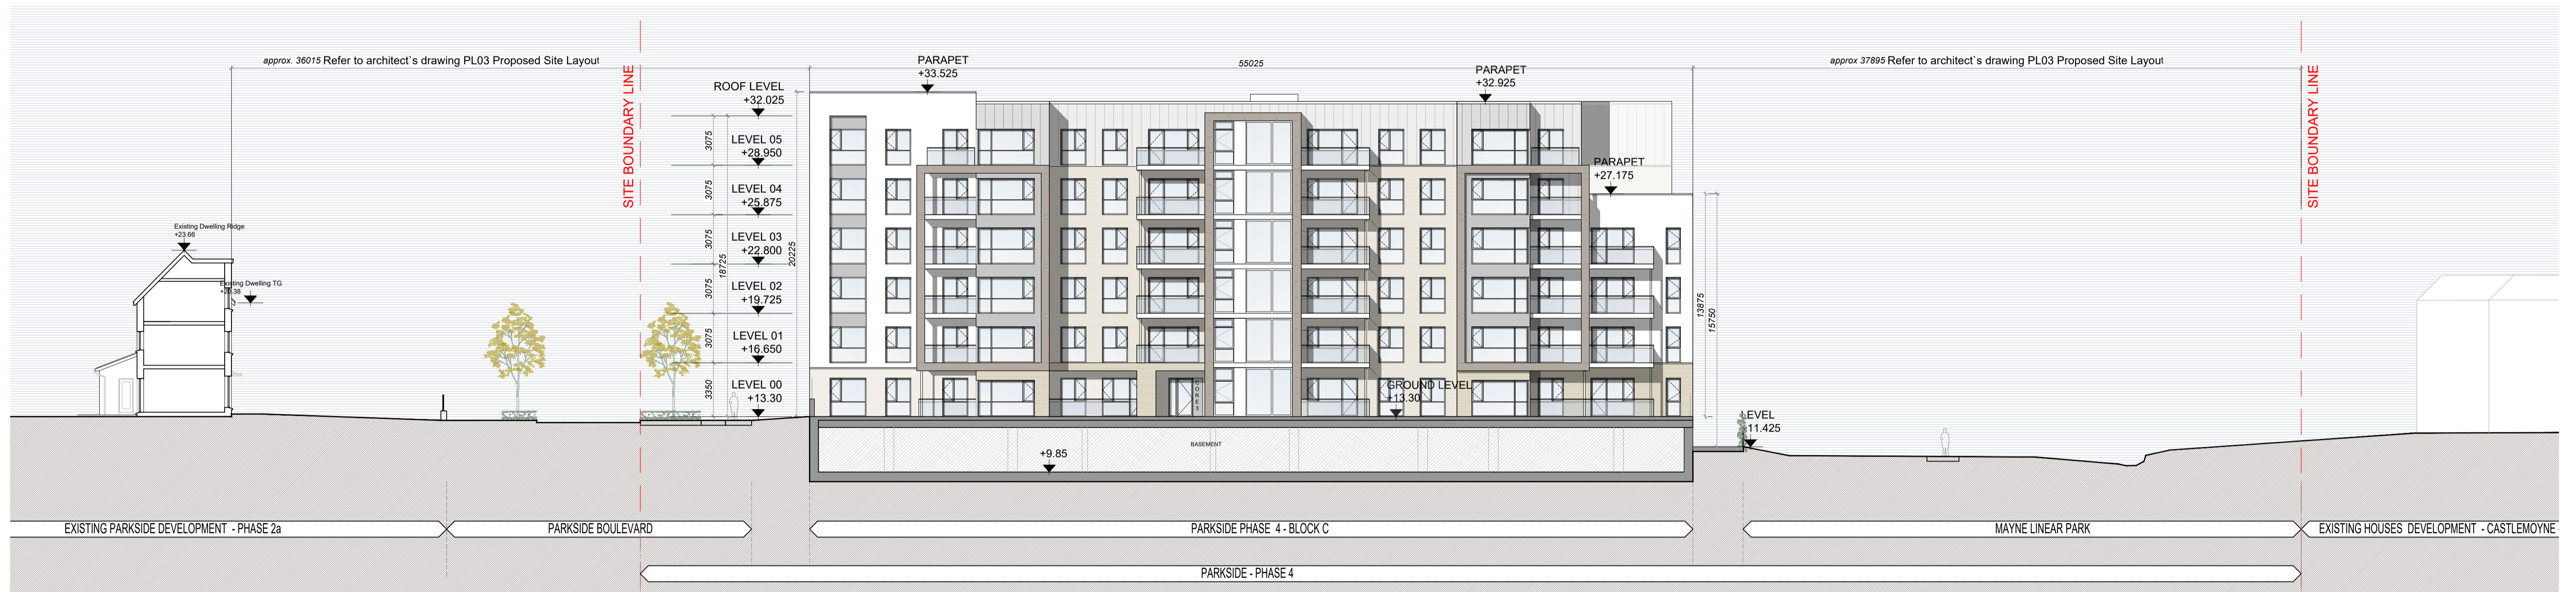 approx. 36015 Refer to architect`s drawing PL03 Proposed Site Layout
55025
approx 37895 Refer to architect`s drawing PL03 Proposed Site Layout
SITE BOUNDARY LINE
SITE BOUNDARY LINE
PARAPET
+33.525
PARAPET
+32.925
PARAPET
+27.175
ROOF LEVEL
+32.025
LEVEL 05
+28.950
LEVEL 04
+25.875
LEVEL 03
+22.800
LEVEL 02
+19.725
LEVEL 01
+16.650
LEVEL 00
+13.30
3075
3075
3075
3075
3075
3350
18725
20225
Existing Dwelling Ridge
+23.66
Existing Dwelling TG
CORE 3
GROUND LEVEL
+13.30
13875
15750
LEVEL
11.425
BASEMENT
+9.85
EXISTING PARKSIDE DEVELOPMENT - PHASE 2a
PARKSIDE BOULEVARD
PARKSIDE PHASE 4 - BLOCK C
MAYNE LINEAR PARK
EXISTING HOUSES DEVELOPMENT - CASTLEMOYNE
PARKSIDE - PHASE 4